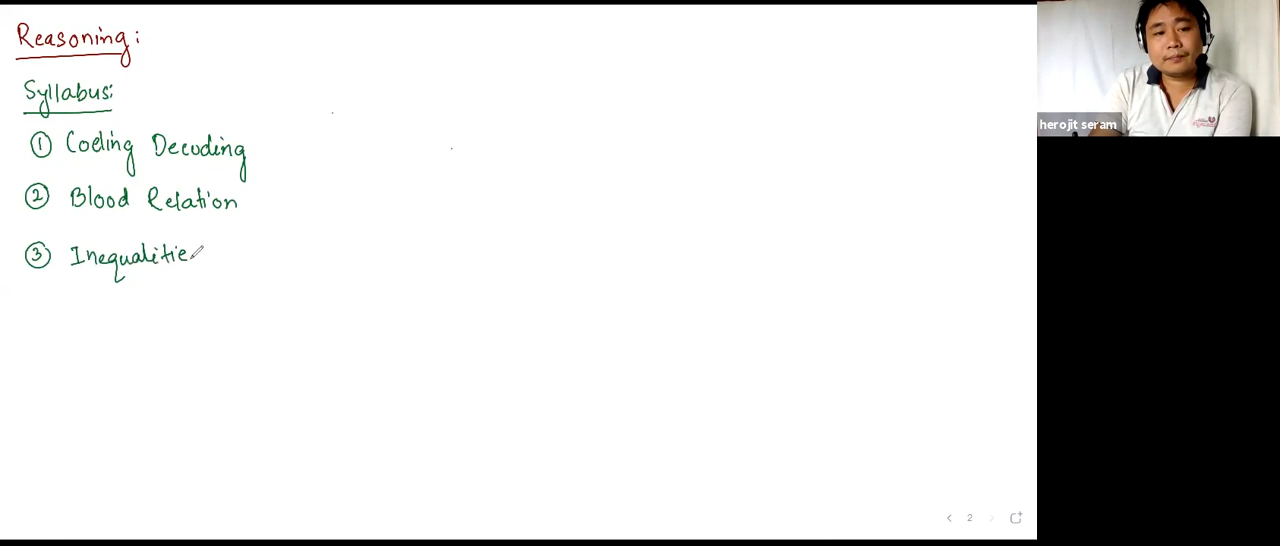 Reasoning:
Syllabus:
① Coding Decoding
② Blood Relation
③ Inequalitie
herojit seram
2